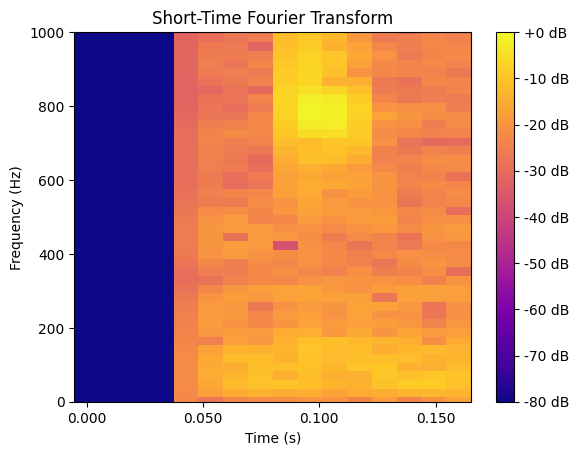 Short-Time Fourier Transform
1000
800
600
400
200
0
Frequency (Hz)
0.000
0.050
0.100
0.150
Time (s)
+0 dB
-10 dB
-20 dB
-30 dB
-40 dB
-50 dB
-60 dB
-70 dB
-80 dB